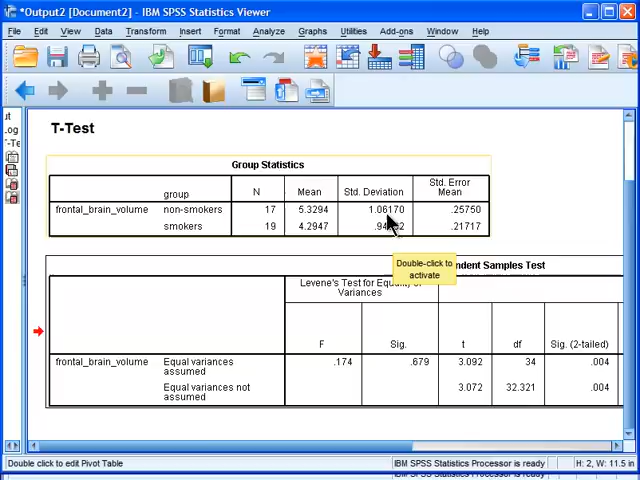 *Output2 [Document2] - IBM SPSS Statistics Viewer
File Edit View Data Transform Insert Format Analyze Graphs Utilities Add-ons Window Help
Log
T-Test
Group Statistics
group N Mean Std. Deviation Std. Error Mean
frontal_brain_volume non-smokers 17 5.3294 1.06170 .25750
smokers 19 4.2947 .21717
Double-click to activate
Samples Test
Levene's Test for Equality of Variances
F Sig. t df Sig. (2-tailed)
frontal_brain_volume Equal variances assumed .174 .679 3.092 34 .004
Equal variances not assumed 3.072 32.321 .004
Double click to edit Pivot Table IBM SPSS Statistics Processor is ready H: 2, W: 11.5 in